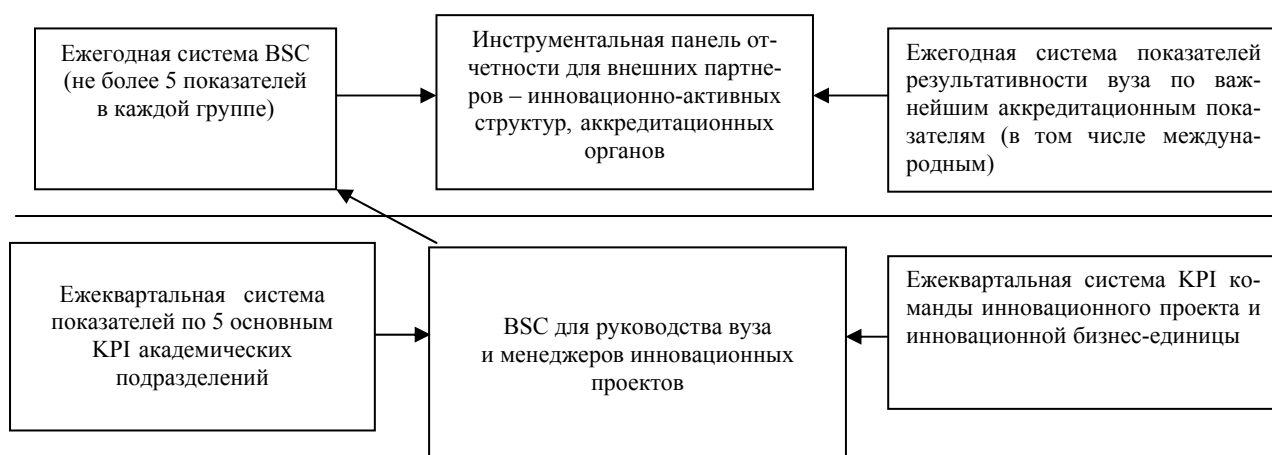 Ежегодная система BSC
(не более 5 показателей
в каждой группе)
Инструментальная панель от-
четности для внешних партне-
ров – инновационно-активных
структур, аккредитационных
органов
Ежегодная система показателей
результативности вуза по важ-
нейшим аккредитационным пока-
зателям (в том числе междуна-
родным)
Ежеквартальная система
показателей по 5 основным
KPI академических
подразделений
BSC для руководства вуза
и менеджеров инновационных
проектов
Ежеквартальная система KPI ко-
манды инновационного проекта и
инновационной бизнес-единицы